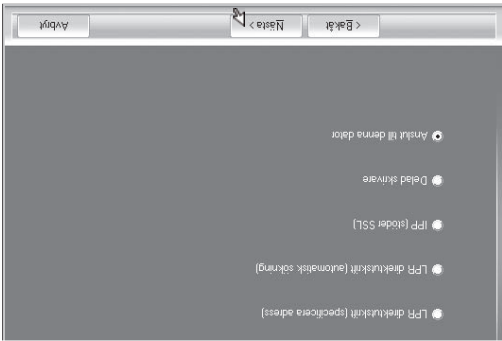 LPR direktutskrift (specificera adress)
LPR direktutskrift (automatisk sökning)
IPP (stöder SSL)
Delad skrivare
Anslut till denna dator
< Bakåt
Nästa >
Avbryt